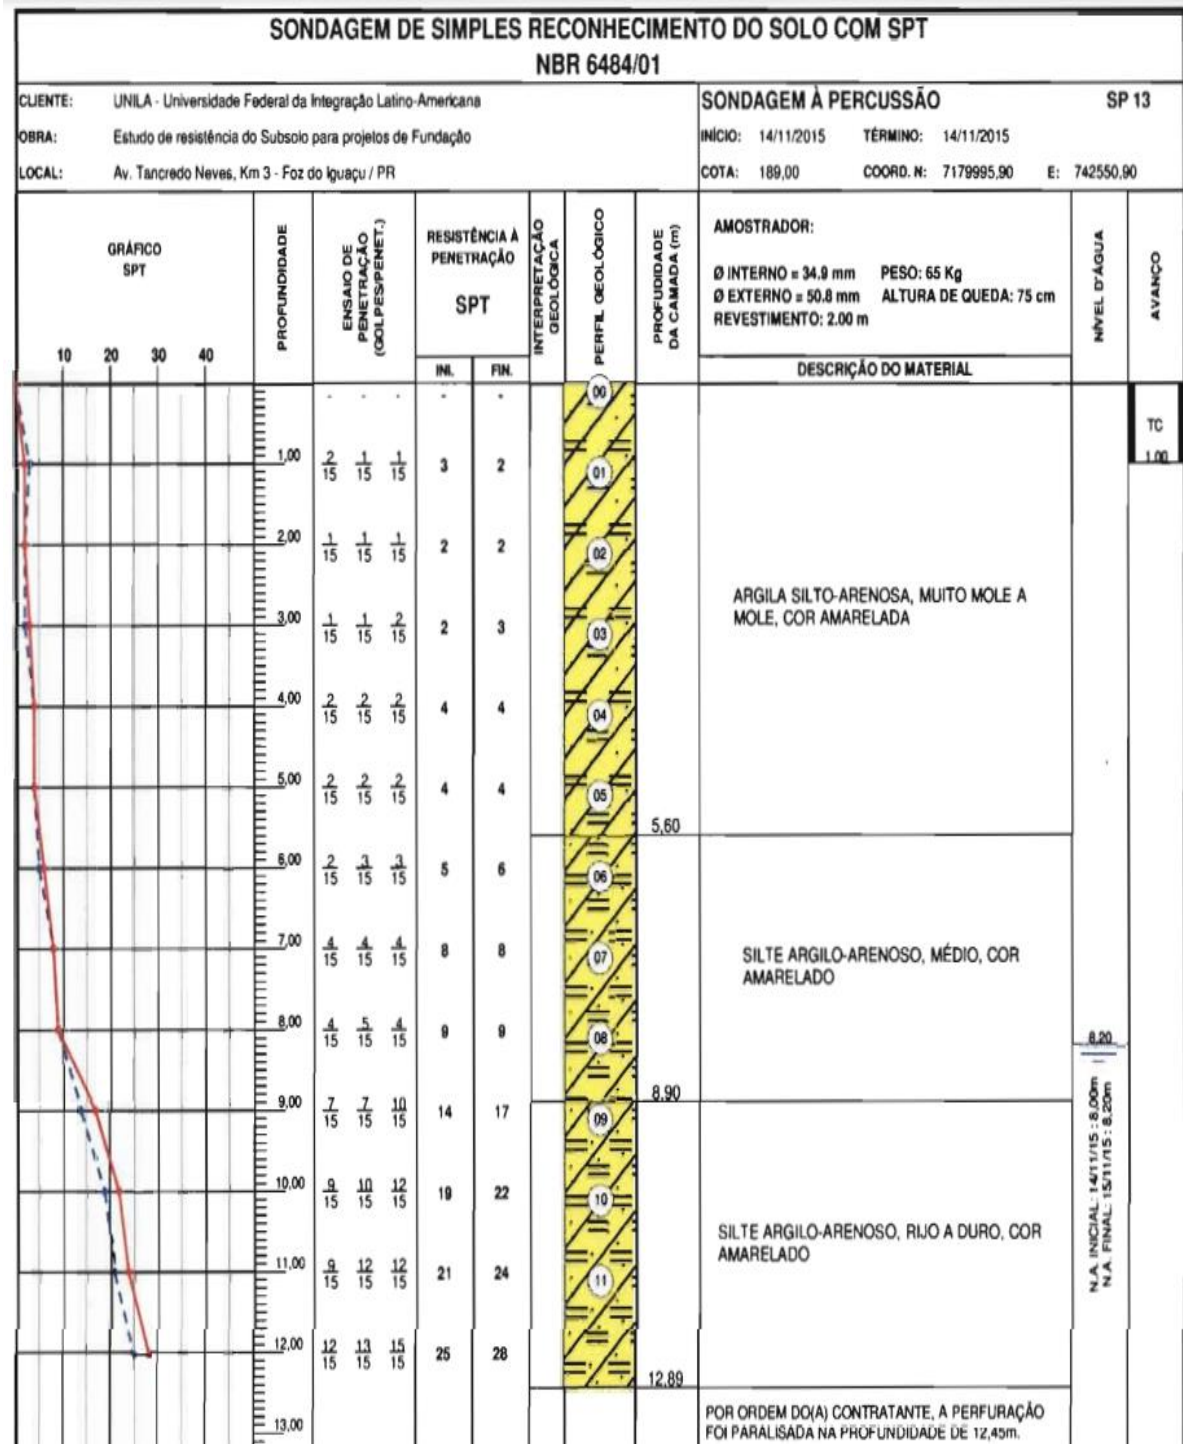 SONDAGEM DE SIMPLES RECONHECIMENTO DO SOLO COM SPT
NBR 6484/01
CLIENTE: UNILA - Universidade Federal da Integração Latino-Americana
OBRA: Estudo de resistência do Subsolo para projetos de Fundação
LOCAL: Av. Tancredo Neves, Km 3 - Foz do Iguaçu / PR
SONDAGEM À PERCUSSÃO SP 13
INÍCIO: 14/11/2015 TÉRMINO: 14/11/2015
COTA: 189,00 COORD. N: 7179995,90 E: 742550,90
GRÁFICO
SPT
10 20 30 40
PROFUNDIDADE
ENSAIO DE
PENETRAÇÃO
(GOLPES/PENET.)
RESISTÊNCIA À
PENETRAÇÃO
SPT
INI. FIN.
INTERPRETAÇÃO
GEOLÓGICA
PERFIL GEOLÓGICO
PROFUDIDADE
DA CAMADA (m)
AMOSTRADOR:
Ø INTERNO = 34.9 mm PESO: 65 Kg
Ø EXTERNO = 50.8 mm ALTURA DE QUEDA: 75 cm
REVESTIMENTO: 2.00 m
DESCRIÇÃO DO MATERIAL
NÍVEL D'ÁGUA
AVANÇO
- - - - - 00
TC
1.00
1,00 2/15 1/15 1/15 3 2 01
2,00 1/15 1/15 1/15 2 2 02
3,00 1/15 1/15 2/15 2 3 03
4,00 2/15 2/15 2/15 4 4 04
5,00 2/15 2/15 2/15 4 4 05
ARGILA SILTO-ARENOSA, MUITO MOLE A
MOLE, COR AMARELADA
5,60
6,00 2/15 3/15 3/15 5 6 06
7,00 4/15 4/15 4/15 8 8 07
8,00 4/15 5/15 4/15 9 9 08
SILTE ARGILO-ARENOSO, MÉDIO, COR
AMARELADO
8.20
8.90
9,00 7/15 7/15 10/15 14 17 09
10,00 9/15 10/15 12/15 19 22 10
11,00 9/15 12/15 12/15 21 24 11
12,00 12/15 13/15 15/15 25 28
SILTE ARGILO-ARENOSO, RIJO A DURO, COR
AMARELADO
N.A. INICIAL: 14/11/15 : 8,00m
N.A. FINAL: 15/11/15 : 8,20m
12.89
13,00
POR ORDEM DO(A) CONTRATANTE, A PERFURAÇÃO
FOI PARALISADA NA PROFUNDIDADE DE 12,45m.